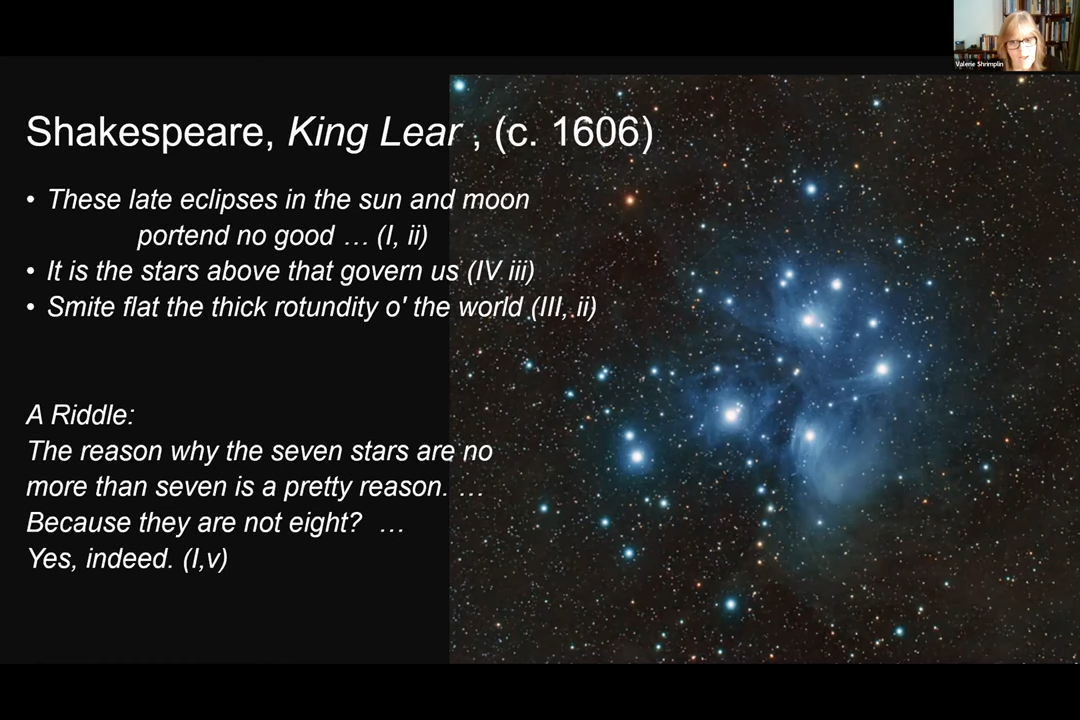 Valerie Shrimplin
Shakespeare, King Lear , (c. 1606)
• These late eclipses in the sun and moon
portend no good … (I, ii)
• It is the stars above that govern us (IV iii)
• Smite flat the thick rotundity o' the world (III, ii)
A Riddle:
The reason why the seven stars are no
more than seven is a pretty reason. …
Because they are not eight? …
Yes, indeed. (I,v)